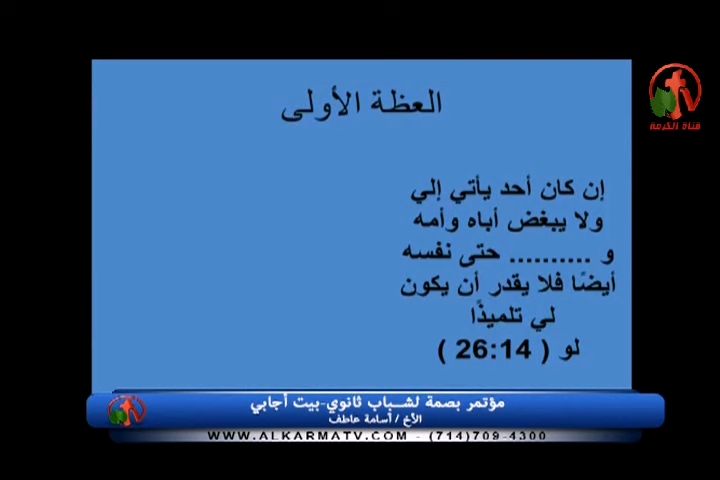 العظة الأولى
قناة الكرمة
إن كان أحد يأتي إلي
ولا يبغض أباه وأمه
و .......... حتى نفسه
أيضًا فلا يقدر أن يكون
لي تلميذًا
لو ( 26:14 )
مؤتمر بصمة لشباب ثانوي-بيت أجابي
الأخ / أسامة عاطف
WWW.ALKARMATV.COM - (714)709-4300